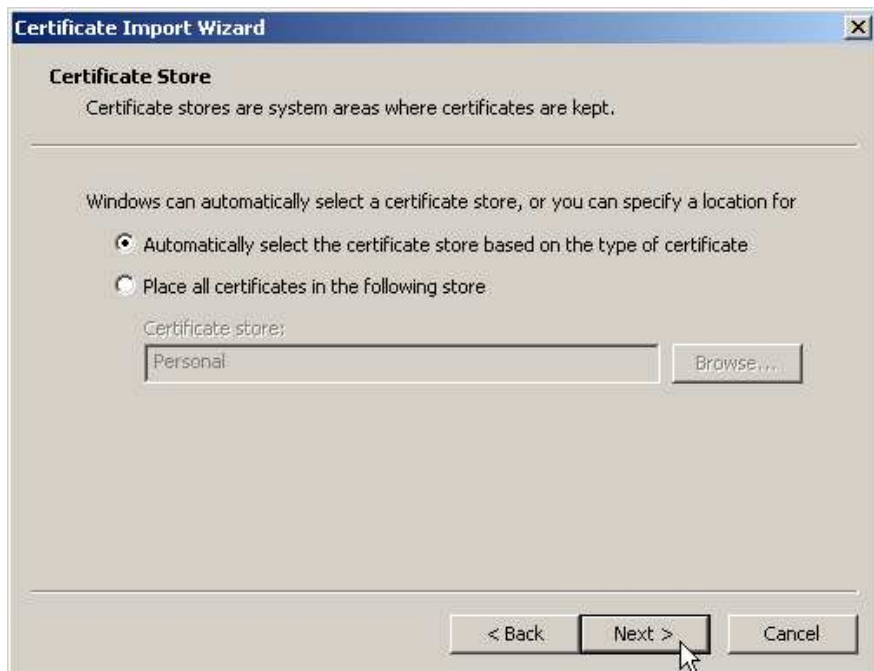 Certificate Import Wizard
Certificate Store
Certificate stores are system areas where certificates are kept.
Windows can automatically select a certificate store, or you can specify a location for
Automatically select the certificate store based on the type of certificate
Place all certificates in the following store
Certificate store:
Personal
Browse...
< Back
Next >
Cancel